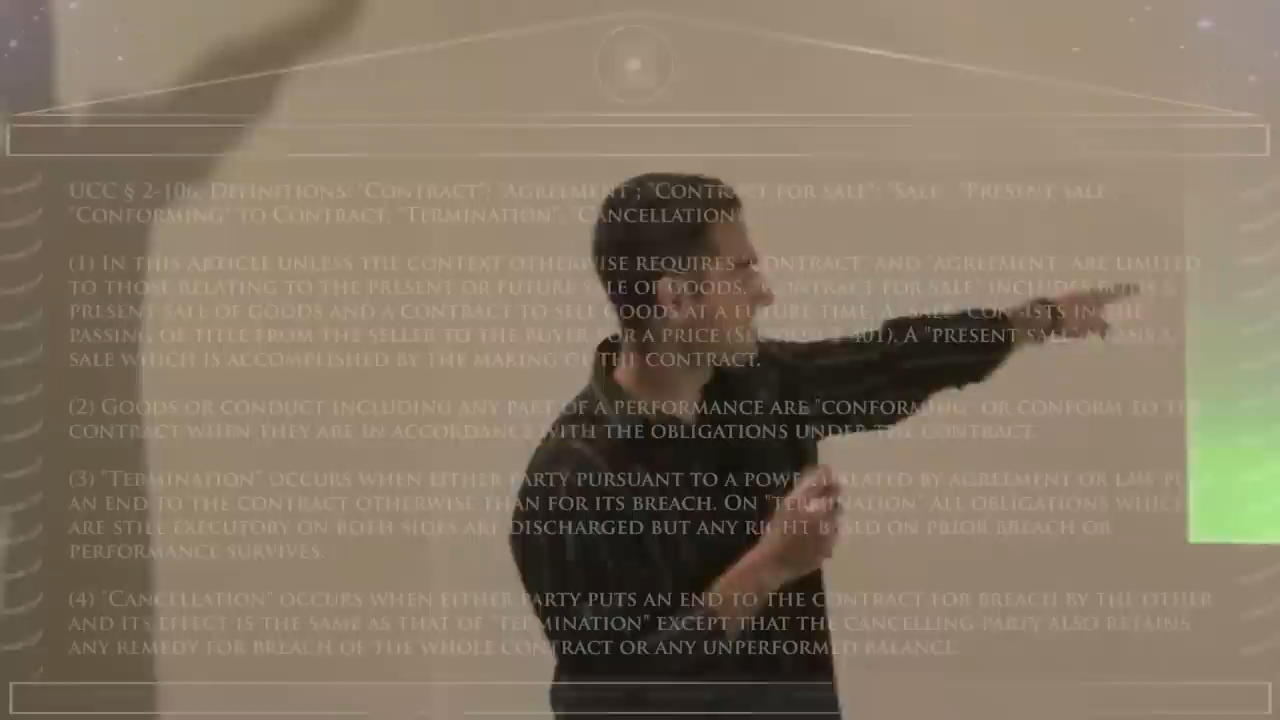 UCC § 2-106. Definitions: "Contract"; "Agreement"; "Contract for sale"; "Sale"; "Present sale"
"Conforming" to Contract; "Termination"; "Cancellation"
(1) In this Article unless the context otherwise requires "contract" and "agreement" are limited
to those relating to the present or future sale of goods. "Contract for sale" includes both a
present sale of goods and a contract to sell goods at a future time. A "sale" consists in the
passing of title from the seller to the buyer for a price (Section 2-401). A "present sale" means a
sale which is accomplished by the making of the contract.
(2) Goods or conduct including any part of a performance are "conforming" or conform to the
contract when they are in accordance with the obligations under the contract.
(3) "Termination" occurs when either party pursuant to a power created by agreement or law puts
an end to the contract otherwise than for its breach. On "termination" all obligations which
are still executory on both sides are discharged but any right based on prior breach or
performance survives.
(4) "Cancellation" occurs when either party puts an end to the contract for breach by the other
and its effect is the same as that of "termination" except that the cancelling party also retains
any remedy for breach of the whole contract or any unperformed balance.